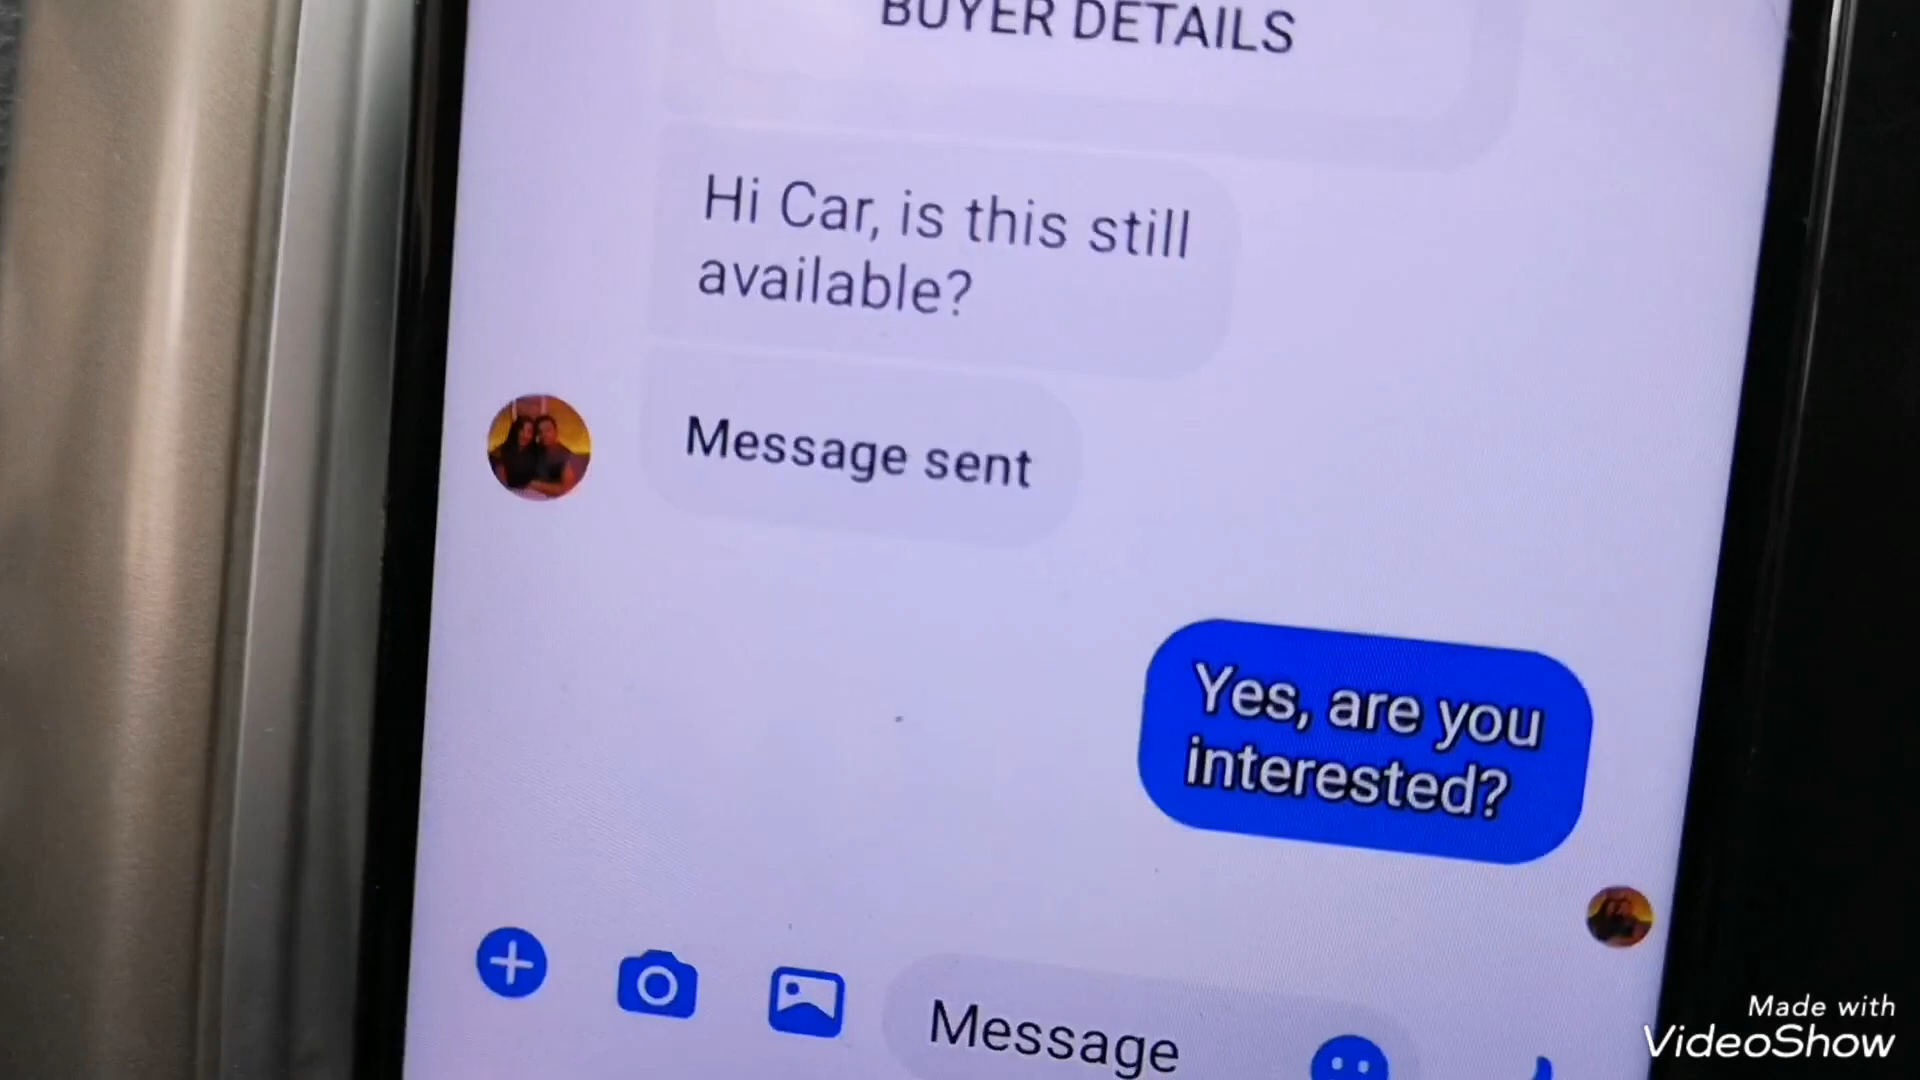 BUYER DETAILS
Hi Car, is this still
available?
Message sent
Yes, are you
interested?
Message
Made with
VideoShow